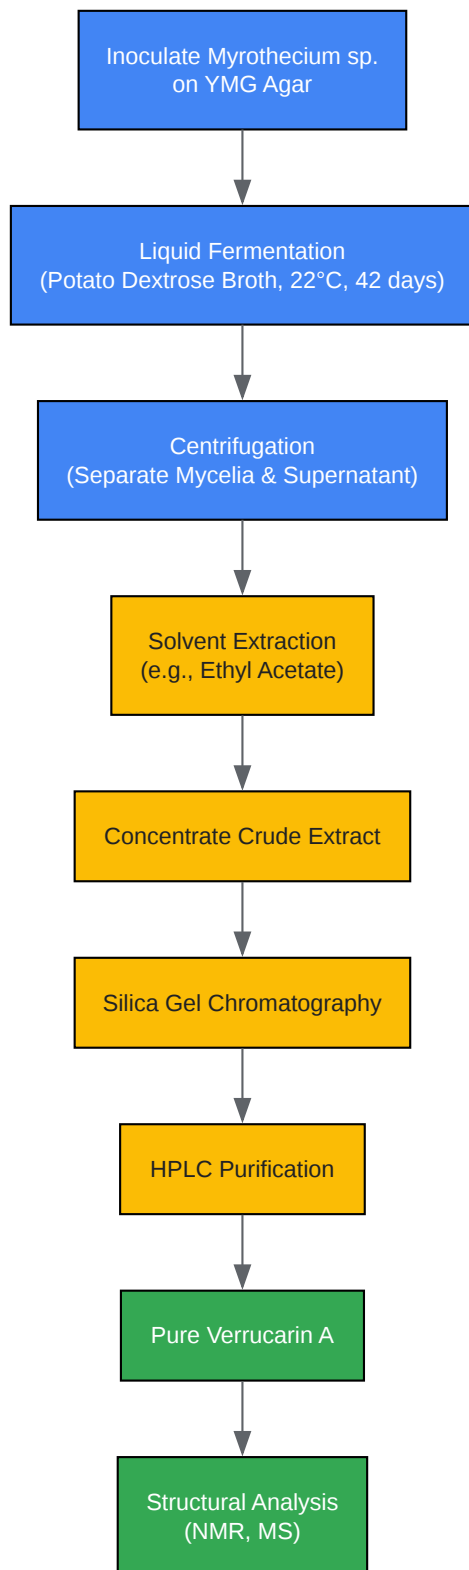 Inoculate Myrothecium sp.
on YMG Agar
Liquid Fermentation
(Potato Dextrose Broth, 22°C, 42 days)
Centrifugation
(Separate Mycelia & Supernatant)
Solvent Extraction
(e.g., Ethyl Acetate)
Concentrate Crude Extract
Silica Gel Chromatography
HPLC Purification
Pure Verrucarin A
Structural Analysis
(NMR, MS)